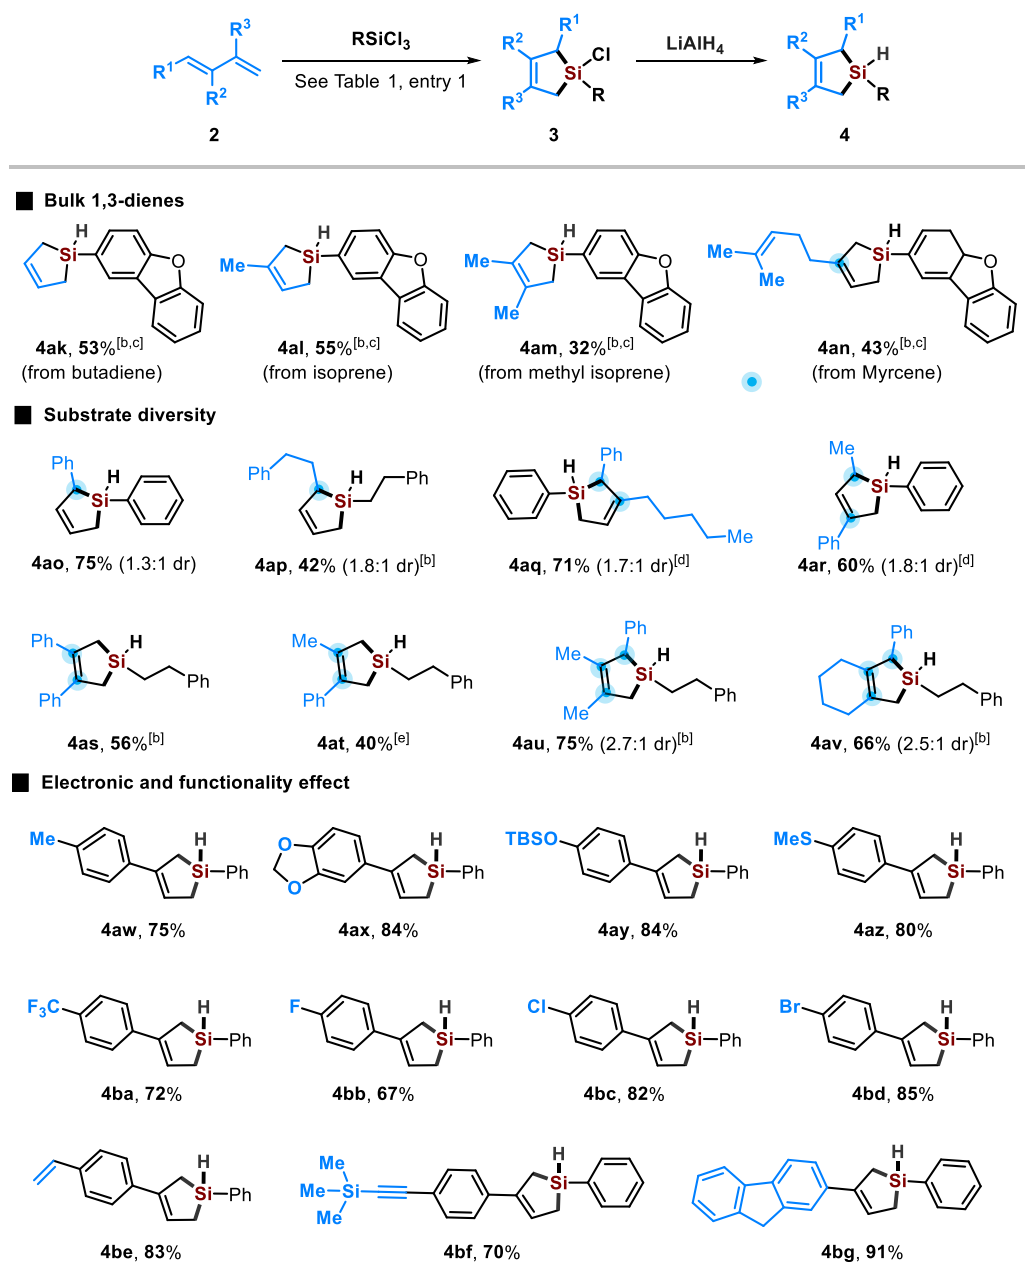 R³
R¹
R²
2
RSiCl₃
See Table 1, entry 1
R¹
R²
R³
Si
Cl
R
3
LiAlH₄
R¹
R²
R³
Si
H
R
4
Bulk 1,3-dienes
H
Si
O
4ak, 53%[b,c]
(from butadiene)
Me
H
Si
O
4al, 55%[b,c]
(from isoprene)
Me
Me
H
Si
O
4am, 32%[b,c]
(from methyl isoprene)
Me
Me
H
Si
O
4an, 43%[b,c]
(from Myrcene)
Substrate diversity
Ph
H
Si
4ao, 75% (1.3:1 dr)
Ph
H
Si
Ph
4ap, 42% (1.8:1 dr)[b]
H
Si
Ph
Me
4aq, 71% (1.7:1 dr)[d]
Me
H
Si
Ph
4ar, 60% (1.8:1 dr)[d]
Ph
Ph
H
Si
Ph
4as, 56%[b]
Me
Ph
H
Si
Ph
4at, 40%[e]
Ph
Me
Me
H
Si
Ph
4au, 75% (2.7:1 dr)[b]
Ph
H
Si
Ph
4av, 66% (2.5:1 dr)[b]
Electronic and functionality effect
Me
H
Si
Ph
4aw, 75%
O
O
H
Si
Ph
4ax, 84%
TBSO
H
Si
Ph
4ay, 84%
MeS
H
Si
Ph
4az, 80%
F₃C
H
Si
Ph
4ba, 72%
F
H
Si
Ph
4bb, 67%
Cl
H
Si
Ph
4bc, 82%
Br
H
Si
Ph
4bd, 85%
H
Si
Ph
4be, 83%
Me
Me
Si
Me
H
Si
4bf, 70%
H
Si
4bg, 91%